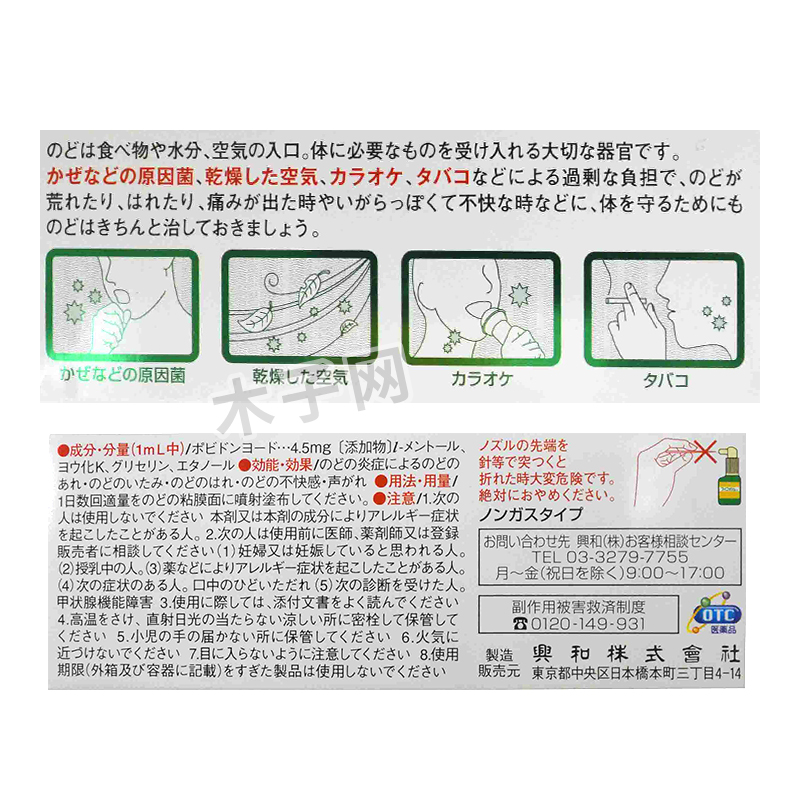 のどは食べ物や水分、空気の入口。体に必要なものを受け入れる大切な器官です。
かぜなどの原因菌、乾燥した空気、カラオケ、タバコなどによる過剰な負担で、のどが
荒れたり、はれたり、痛みが出た時やいがらっぽくて不快な時などに、体を守るためにも
のどはきちんと治しておきましょう。
かぜなどの原因菌
乾燥した空気
カラオケ
タバコ
木子网
●成分・分量(1mL中)/ポビドンヨード…4.5mg〔添加物〕l-メントール、
ヨウ化K、グリセリン、エタノール ●効能・効果/のどの炎症によるのどの
あれ・のどのいたみ・のどのはれ・のどの不快感・声がれ ●用法・用量/
1日数回適量をのどの粘膜面に噴射塗布してください。●注意/1.次の
人は使用しないでください 本剤又は本剤の成分によりアレルギー症状
を起こしたことがある人。2.次の人は使用前に医師、薬剤師又は登録
販売者に相談してください(1)妊婦又は妊娠していると思われる人。
(2)授乳中の人。(3)薬などによりアレルギー症状を起こしたことがある人。
(4)次の症状のある人。口中のひどいただれ(5)次の診断を受けた人。
甲状腺機能障害 3.使用に際しては、添付文書をよく読んでください
4.高温をさけ、直射日光の当たらない涼しい所に密栓して保管して
ください 5.小児の手の届かない所に保管してください 6.火気に
近づけないでください 7.目に入らないように注意してください 8.使用
期限(外箱及び容器に記載)をすぎた製品は使用しないでください
ノズルの先端を
針等で突つくと
折れた時大変危険です。
絶対におやめください。
ノンガスタイプ
お問い合わせ先 興和(株)お客様相談センター
TEL 03-3279-7755
月〜金(祝日を除く)9:00〜17:00
副作用被害救済制度
☎0120-149-931
OTC
医薬品
製造
販売元
興和株式會社
東京都中央区日本橋本町三丁目4-14